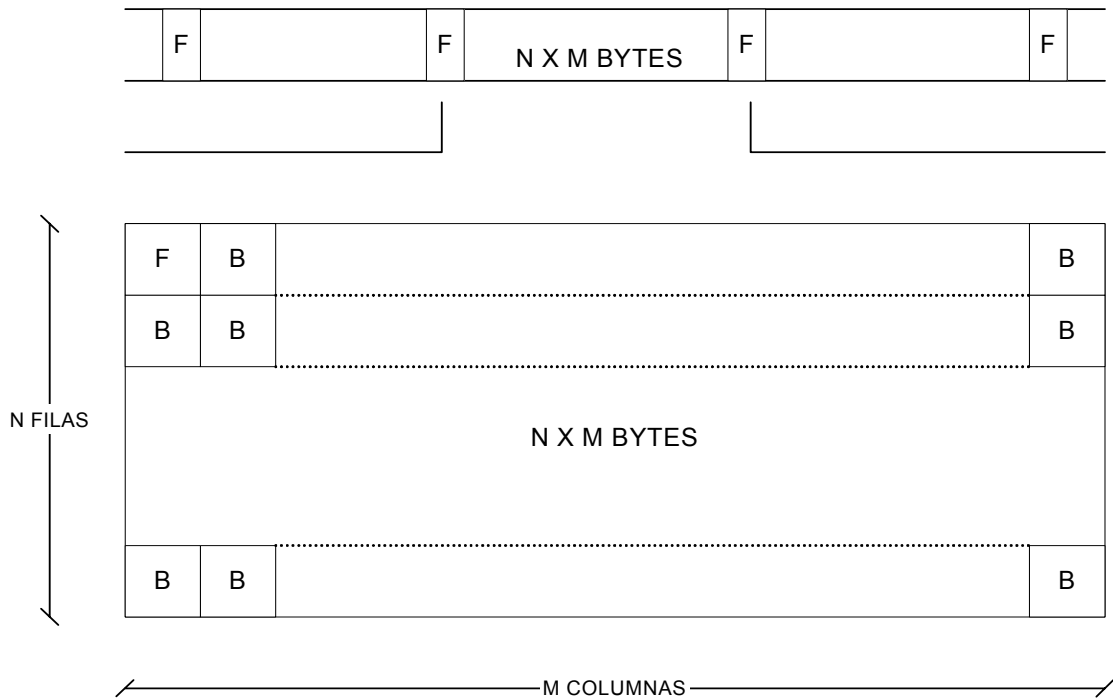 F F N X M BYTES F F
F B B
B B B
N FILAS
N X M BYTES
B B B
M COLUMNAS